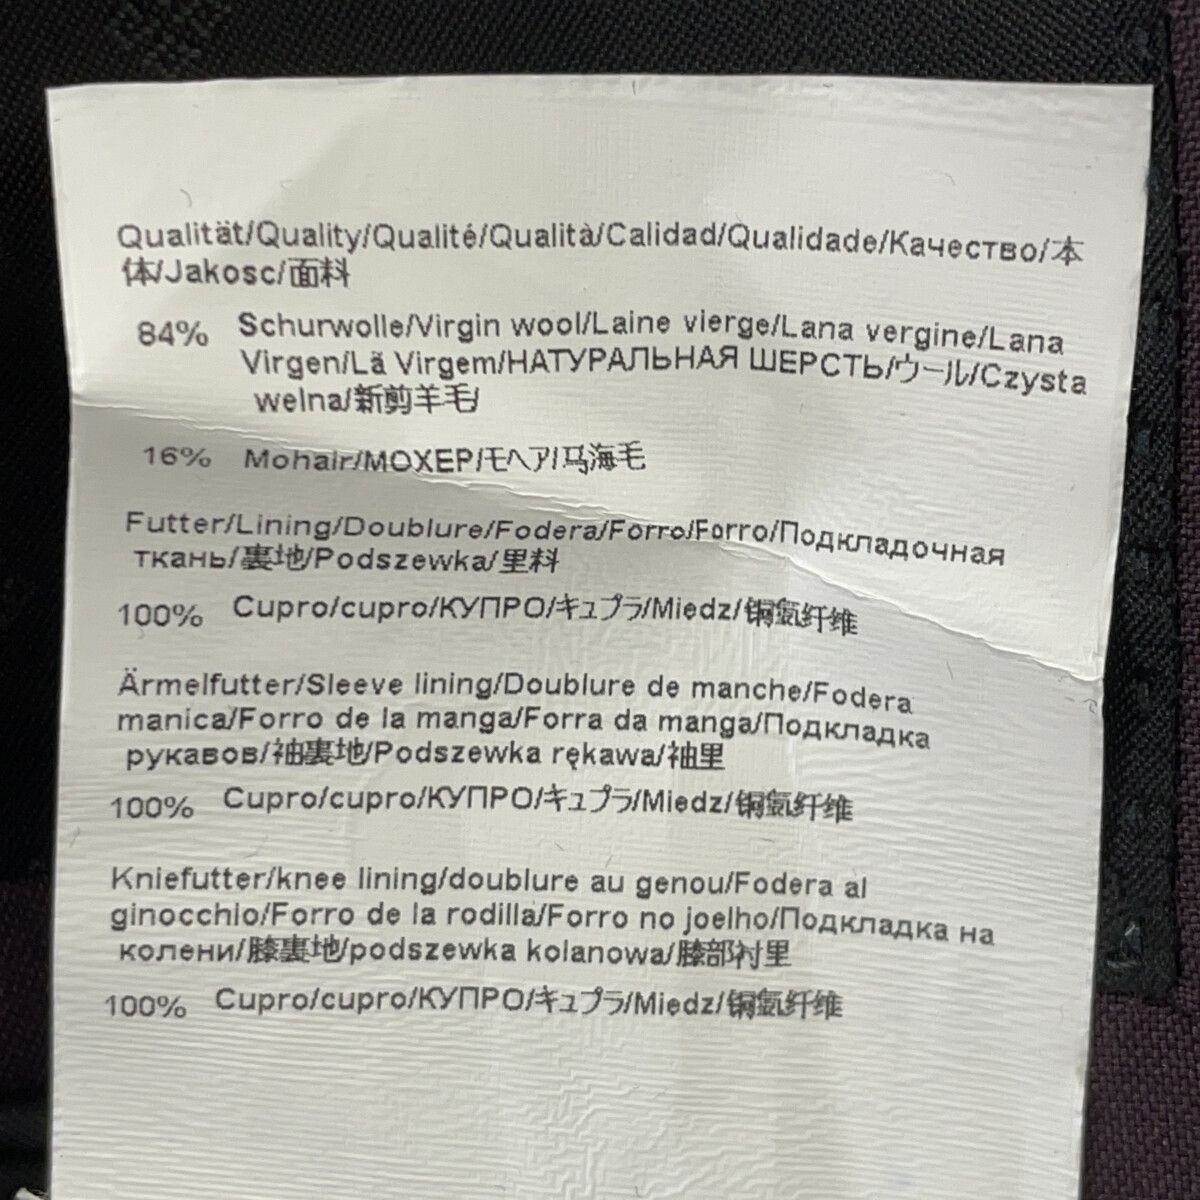 Qualität/Quality/Qualité/Qualità/Calidad/Qualidade/Качество/本
体/Jakosc/面料
84% Schurwolle/Virgin wool/Laine vierge/Lana vergine/Lana
Virgen/Lã Virgem/НАТУРАЛЬНАЯ ШЕРСТЬ/ウール/Czysta
welna/新剪羊毛/
16% Mohair/МОХЕР/モヘア/马海毛
Futter/Lining/Doublure/Fodera/Forro/Forro/Подкладочная
ткань/裏地/Podszewka/里料
100% Cupro/cupro/КУПРО/キュプラ/Miedz/铜氨纤维
Ärmelfutter/Sleeve lining/Doublure de manche/Fodera
manica/Forro de la manga/Forra da manga/Подкладка
рукавов/袖裏地/Podszewka rękawa/袖里
100% Cupro/cupro/КУПРО/キュプラ/Miedz/铜氨纤维
Kniefutter/knee lining/doublure au genou/Fodera al
ginocchio/Forro de la rodilla/Forro no joelho/Подкладка на
колени/膝裏地/podszewka kolanowa/膝部衬里
100% Cupro/cupro/КУПРО/キュプラ/Miedz/铜氨纤维